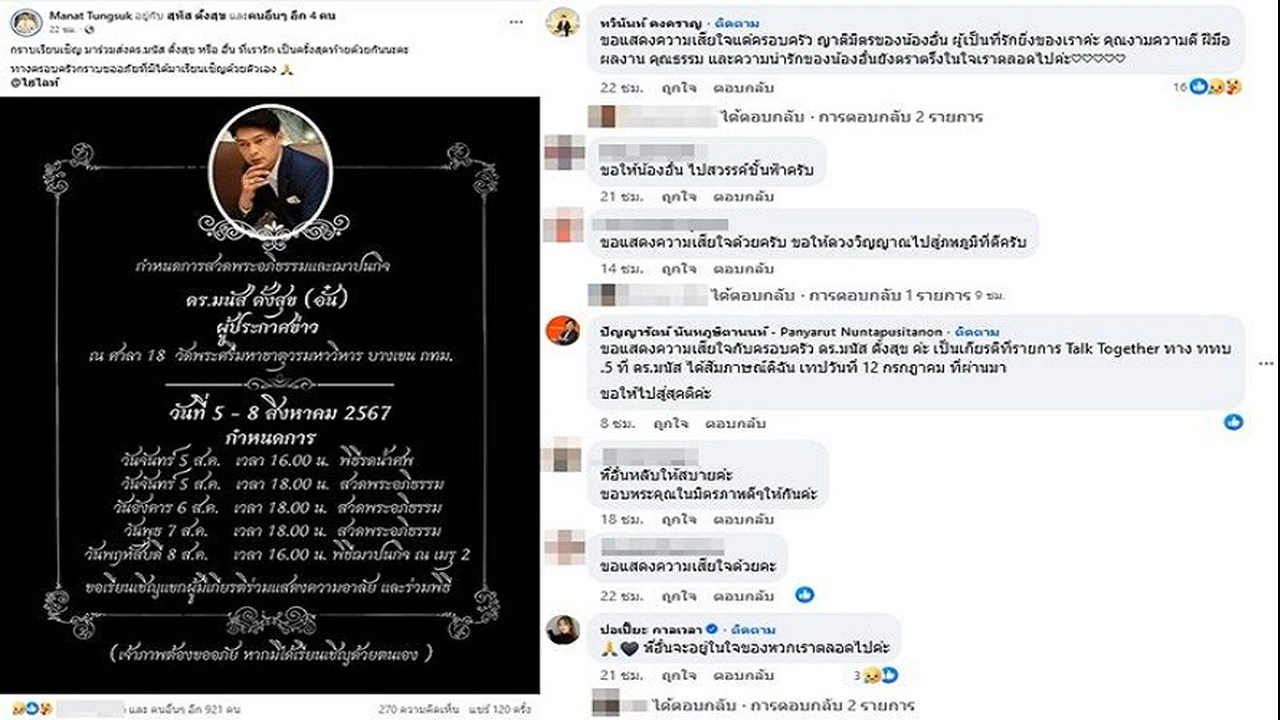 Manat Tungsuk อยู่กับ สุทัส ตั้งสุข และคนอื่นๆ อีก 4 คน
22 ชม.
กราบเรียนเชิญ มาร่วมส่งดร.มนัส ตั้งสุข หรือ อั๋น ที่เรารัก เป็นครั้งสุดท้ายด้วยกันนะคะ
ทางครอบครัวกราบขออภัยที่มิได้มาเรียนเชิญด้วยตัวเอง 🙏
@ไฮไลท์
กำหนดการสวดพระอภิธรรมและฌาปนกิจ
ดร.มนัส ตั้งสุข (อั๋น)
ผู้ประกาศข่าว
ณ ศาลา 18 วัดพระศรีมหาธาตุวรมหาวิหาร บางเขน กทม.
วันที่ 5 - 8 สิงหาคม 2567
กำหนดการ
วันจันทร์ 5 ส.ค. เวลา 16.00 น. พิธีรดน้ำศพ
วันจันทร์ 5 ส.ค. เวลา 18.00 น. สวดพระอภิธรรม
วันอังคาร 6 ส.ค. เวลา 18.00 น. สวดพระอภิธรรม
วันพุธ 7 ส.ค. เวลา 18.00 น. สวดพระอภิธรรม
วันพฤหัสบดี 8 ส.ค. เวลา 16.00 น. พิธีฌาปนกิจ ณ เมรุ 2
ขอเรียนเชิญแขกผู้มีเกียรติร่วมแสดงความอาลัย และร่วมพิธี
(เจ้าภาพต้องขออภัย หากมิได้เรียนเชิญด้วยตนเอง )
และ คนอื่นๆ อีก 921 คน
270 ความคิดเห็น แชร์ 120 ครั้ง
ทวินันท์ คงคราญ · ติดตาม
ขอแสดงความเสียใจแด่ครอบครัว ญาติมิตรของน้องอั๋น ผู้เป็นที่รักยิ่งของเราค่ะ คุณงามความดี ฝีมือ
ผลงาน คุณธรรม และความน่ารักของน้องอั๋นยังตราตรึงในใจเราตลอดไปค่ะ♡♡♡♡♡
22 ชม. ถูกใจ ตอบกลับ 16
ได้ตอบกลับ · การตอบกลับ 2 รายการ
ขอให้น้องอั๋น ไปสวรรค์ชั้นฟ้าครับ
21 ชม. ถูกใจ ตอบกลับ
ขอแสดงความเสียใจด้วยครับ ขอให้ดวงวิญญาณไปสู่ภพภูมิที่ดีครับ
14 ชม. ถูกใจ ตอบกลับ
ได้ตอบกลับ · การตอบกลับ 1 รายการ 9 ชม.
ปัญญารัตน์ นันทภูษิตานนท์ - Panyarut Nuntapusitanon · ติดตาม
ขอแสดงความเสียใจกับครอบครัว ดร.มนัส ตั้งสุข ค่ะ เป็นเกียรติที่รายการ Talk Together ทาง ททบ
.5 ที่ ดร.มนัส ได้สัมภาษณ์ดิฉัน เทปวันที่ 12 กรกฎาคม ที่ผ่านมา
ขอให้ไปสู่สุคติค่ะ
8 ชม. ถูกใจ ตอบกลับ
พี่อั๋นหลับให้สบายค่ะ
ขอบพระคุณในมิตรภาพดีๆให้กันค่ะ
18 ชม. ถูกใจ ตอบกลับ
ขอแสดงความเสียใจด้วยคะ
22 ชม. ถูกใจ ตอบกลับ
ปอเปี๊ยะ กาลเวลา · ติดตาม
🙏🖤 พี่อั๋นจะอยู่ในใจของพวกเราตลอดไปค่ะ
21 ชม. ถูกใจ ตอบกลับ 3
ได้ตอบกลับ · การตอบกลับ 2 รายการ